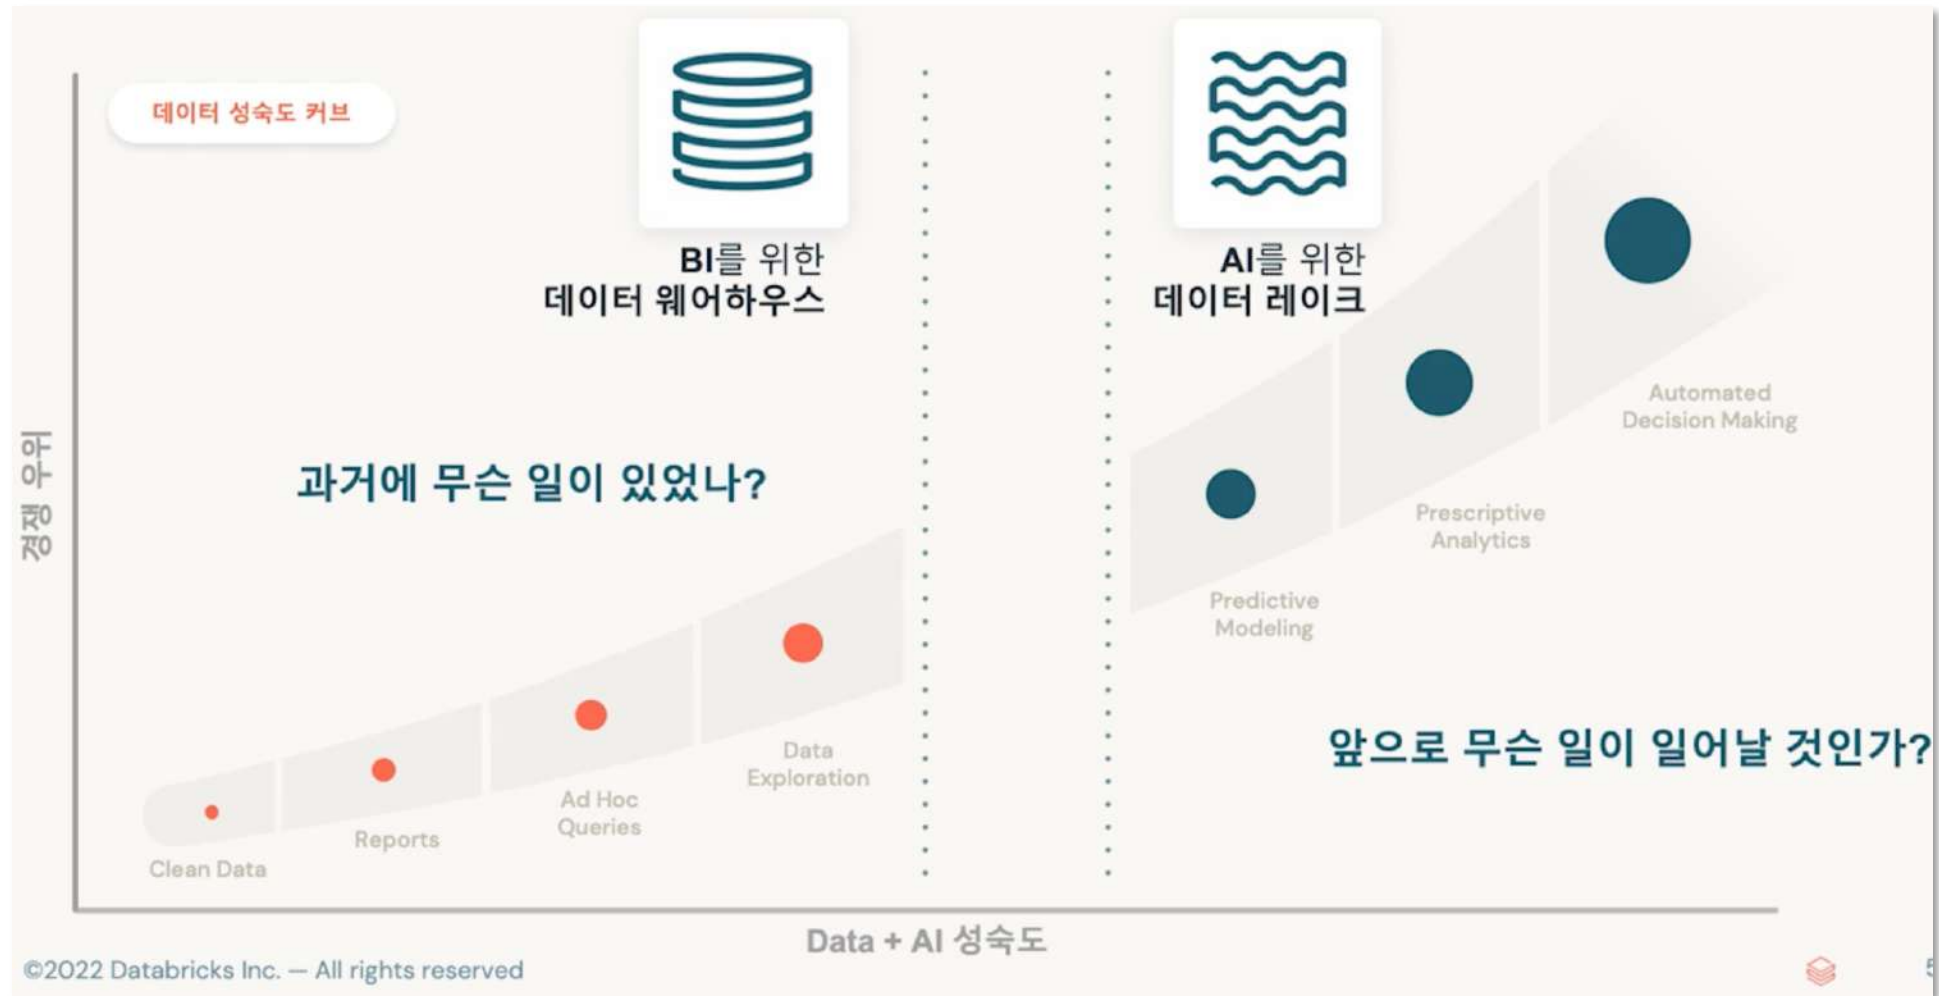 데이터 성숙도 커브
BI를 위한
데이터 웨어하우스
AI를 위한
데이터 레이크
경쟁 우위
과거에 무슨 일이 있었나?
앞으로 무슨 일이 일어날 것인가?
Clean Data
Reports
Ad Hoc
Queries
Data
Exploration
Predictive
Modeling
Prescriptive
Analytics
Automated
Decision Making
Data + AI 성숙도
©2022 Databricks Inc. — All rights reserved